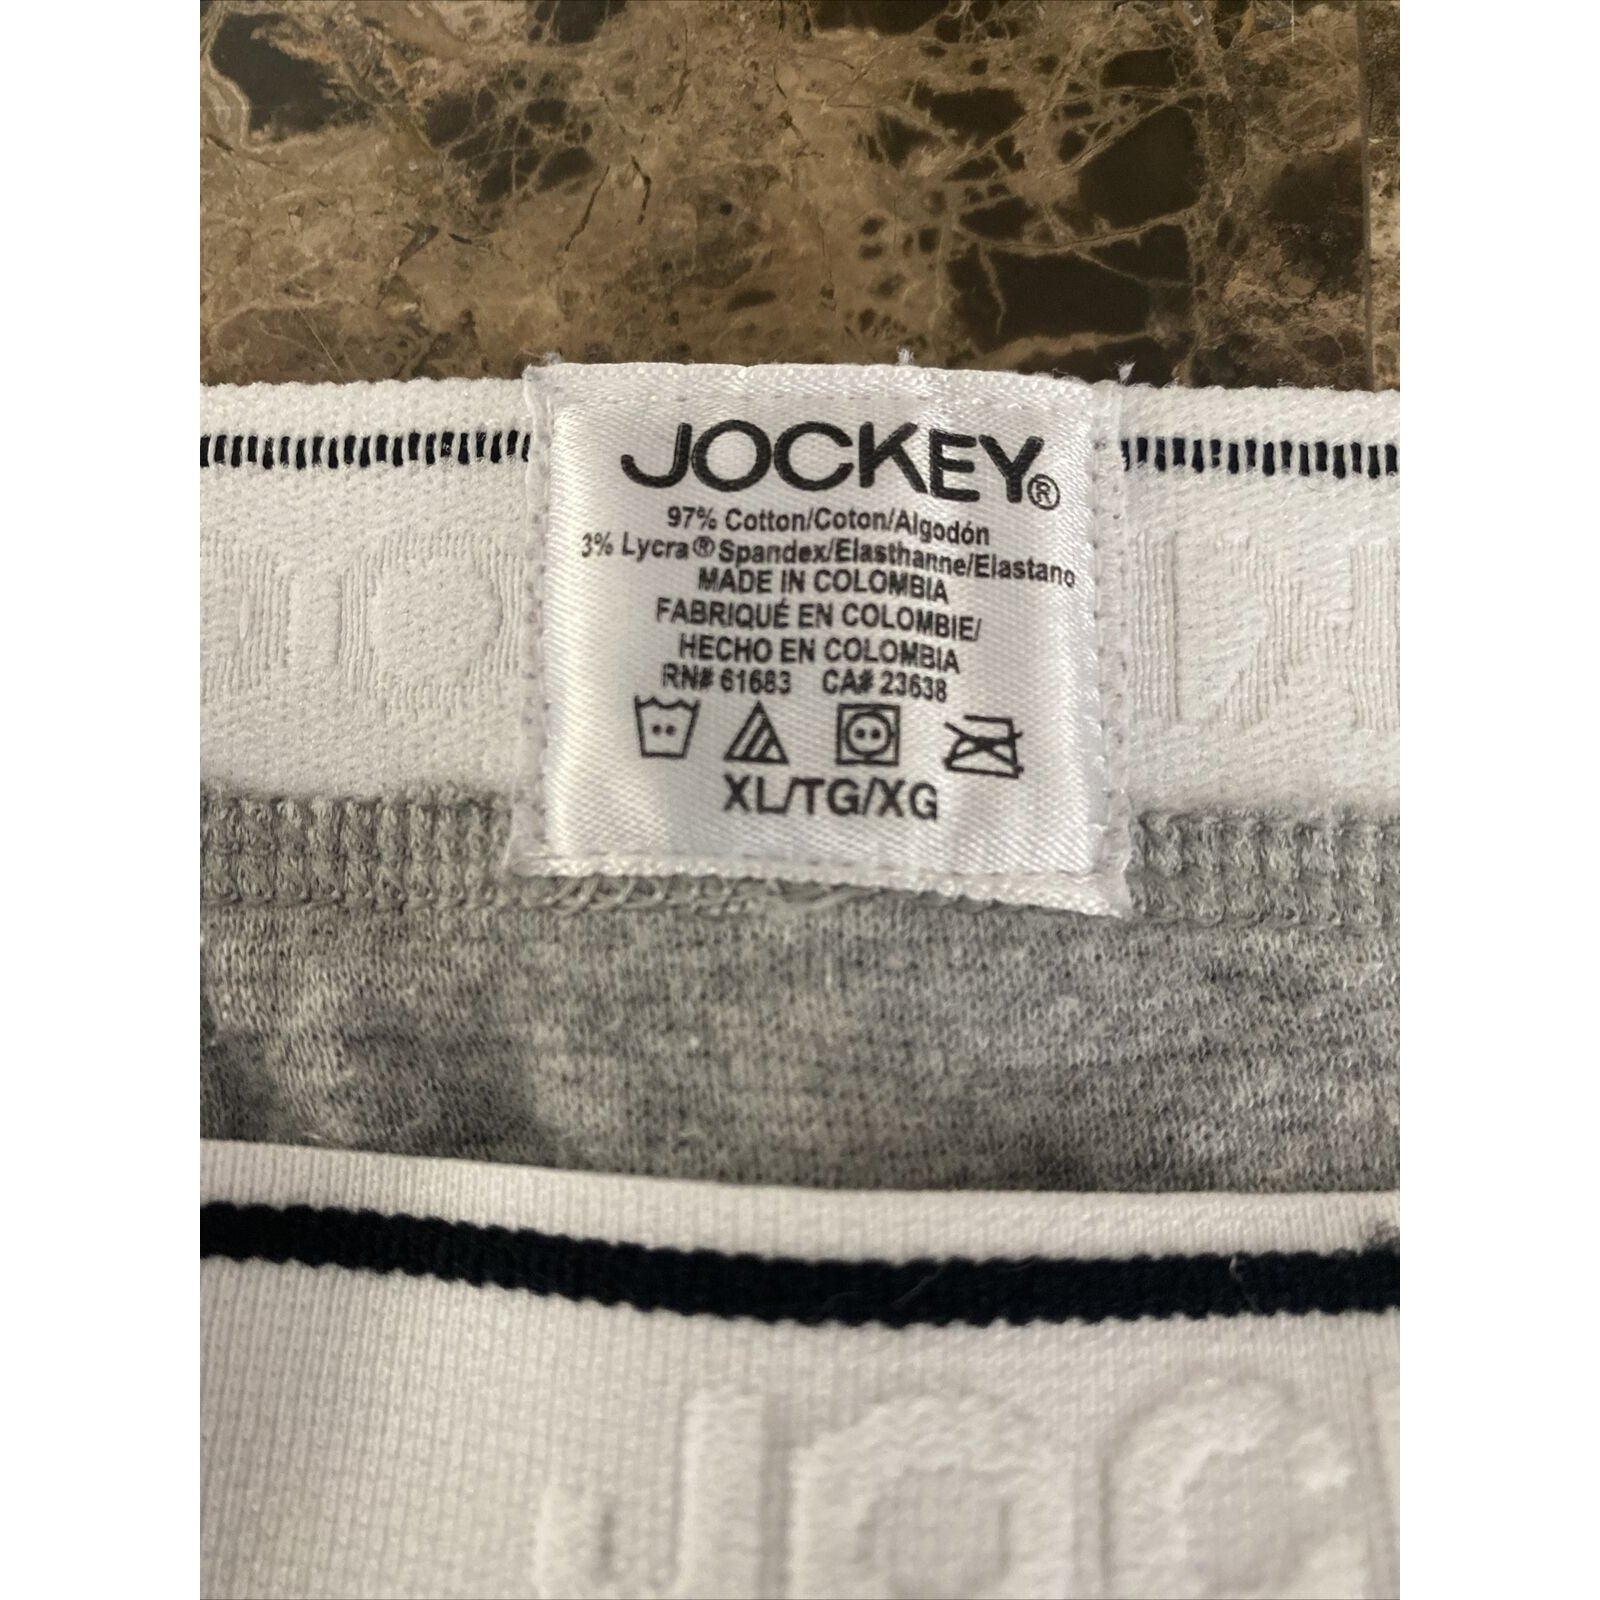 JOCKEY®
97% Cotton/Coton/Algodón
3% Lycra® Spandex/Elasthanne/Elastano
MADE IN COLOMBIA
FABRIQUÉ EN COLOMBIE/
HECHO EN COLOMBIA
RN# 61683 CA# 23638
XL/TG/XG
JOC